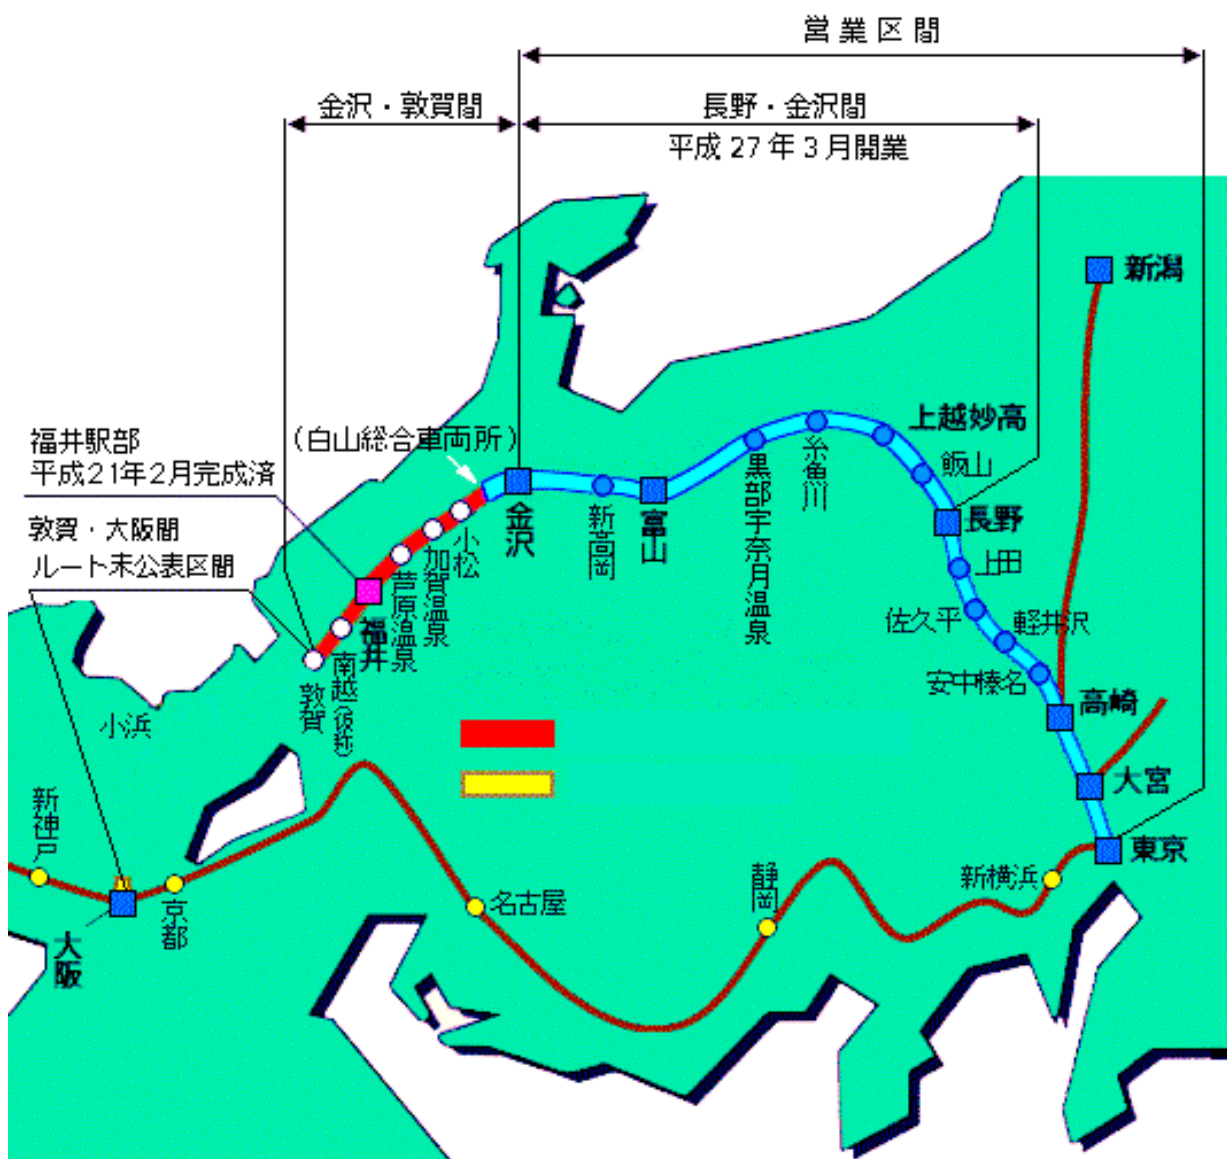 営業区間
金沢・敦賀間
長野・金沢間
平成27年3月開業
新潟
福井駅部
平成21年2月完成済
(白山総合車両所)
上越妙高
糸魚川
黒部宇奈月温泉
飯山
敦賀・大阪間
ルート未公表区間
金沢
新高岡
富山
長野
小松
加賀温泉
芦原温泉
福井
南越(仮称)
敦賀
上田
佐久平
軽井沢
安中榛名
高崎
小浜
大宮
東京
新神戸
京都
大阪
名古屋
静岡
新横浜